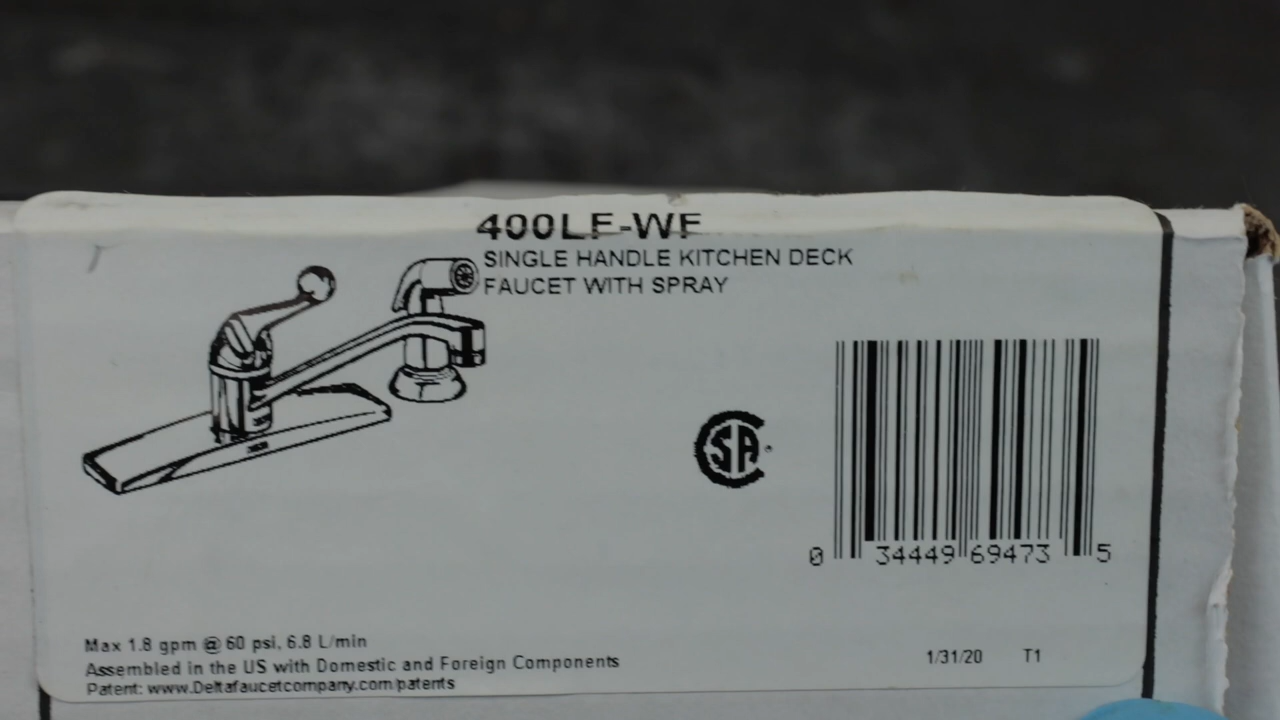 400LF-WF
SINGLE HANDLE KITCHEN DECK
FAUCET WITH SPRAY
SA
0 34449 69473 5
Max 1.8 gpm @ 60 psi, 6.8 L/min
Assembled in the US with Domestic and Foreign Components
Patent: www.Deltafaucetcompany.com/patents
1/31/20 T1